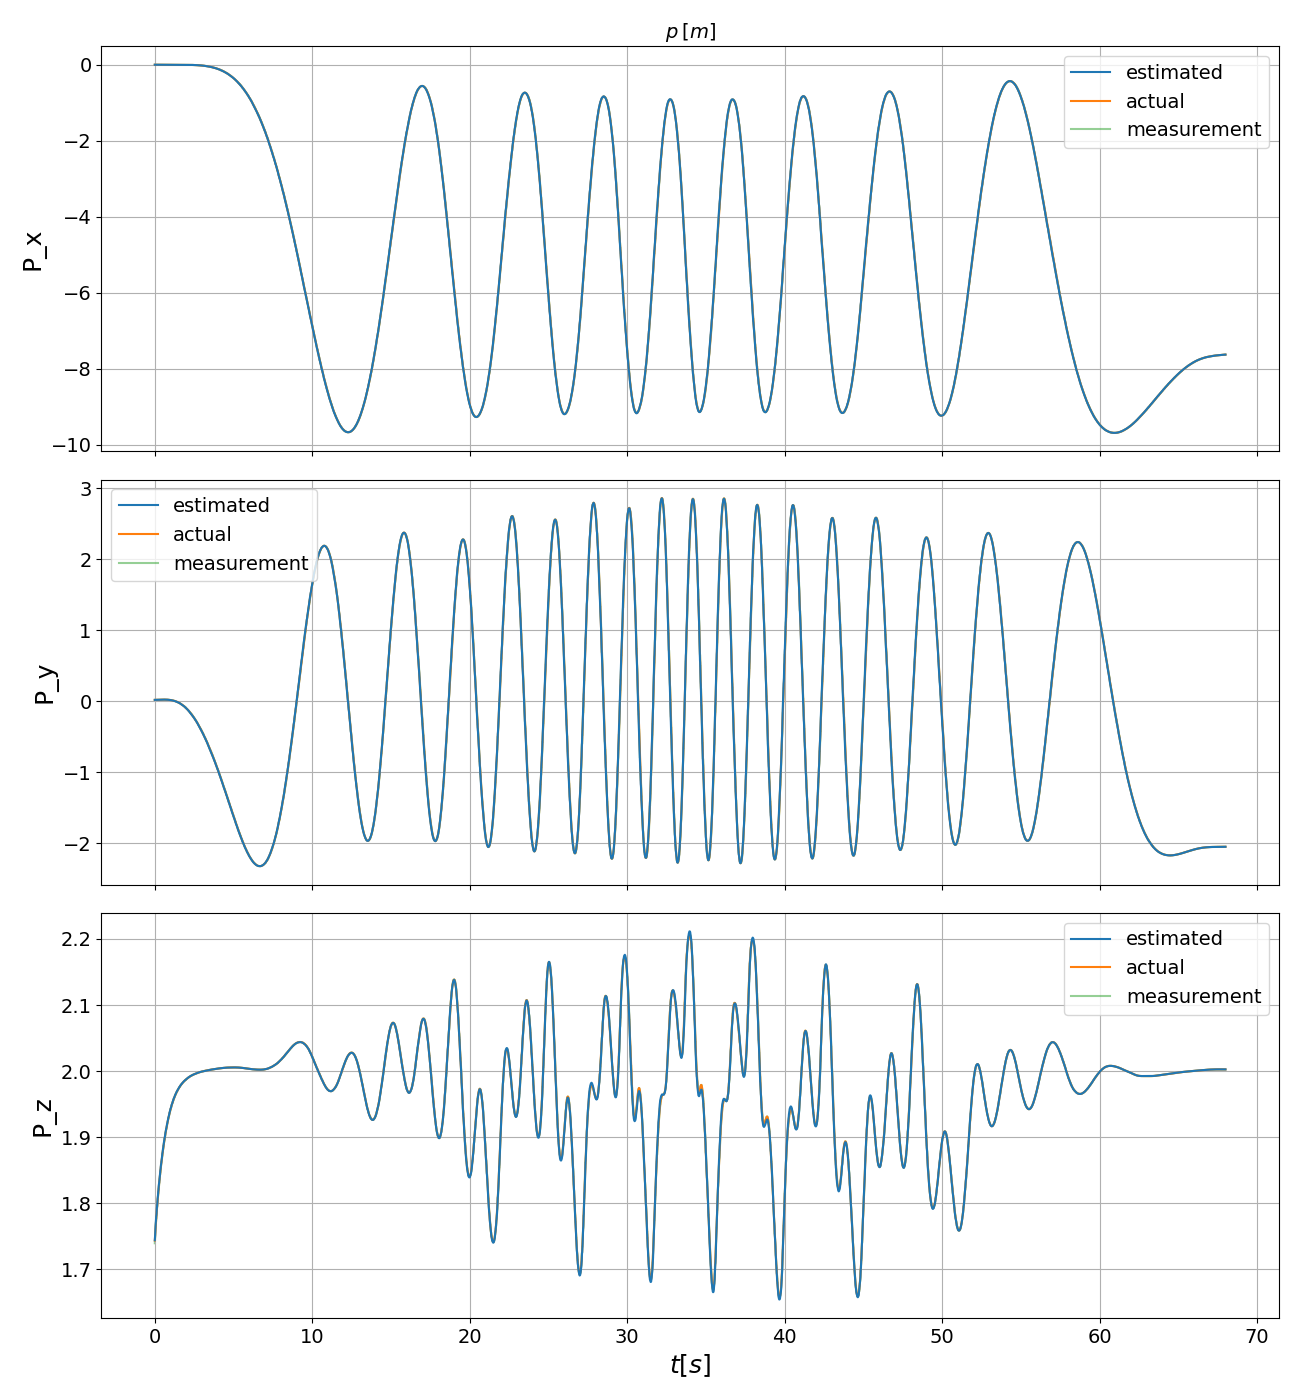 p [m]
0
−2
−4
−6
−8
−10
P_x
estimated
actual
measurement
3
2
1
0
−1
−2
P_y
estimated
actual
measurement
2.2
2.1
2.0
1.9
1.8
1.7
P_z
estimated
actual
measurement
0 10 20 30 40 50 60 70
t[s]